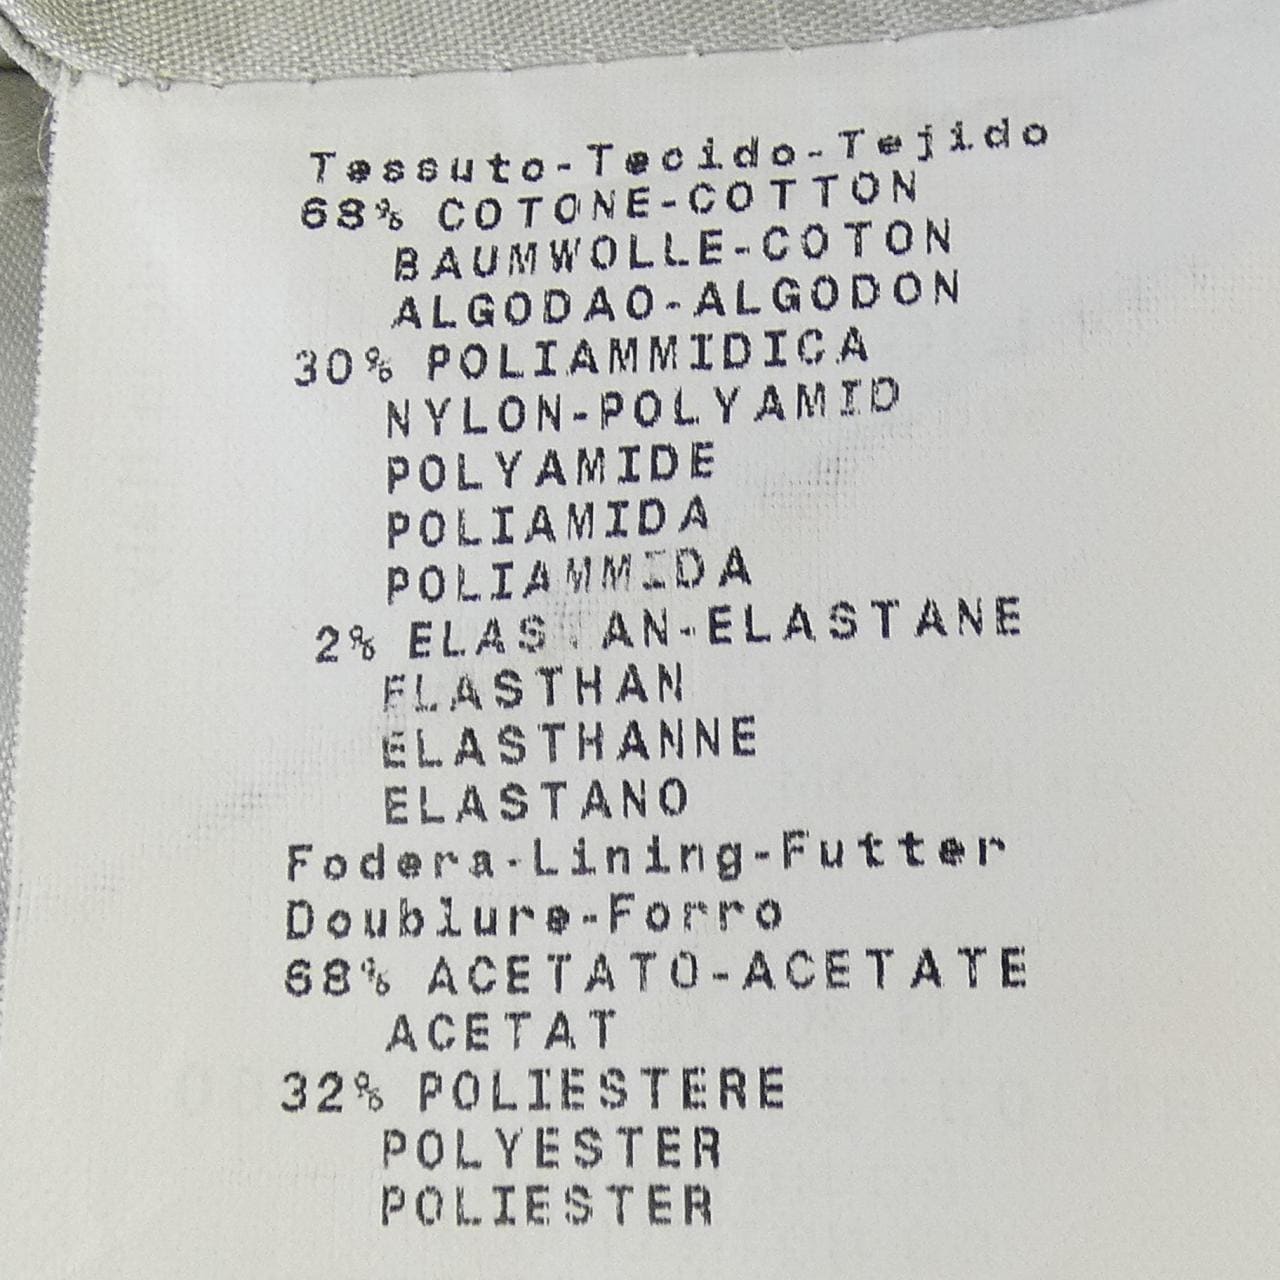 Tessuto-Tecido-Tejido
68% COTONE-COTTON
BAUMWOLLE-COTON
ALGODAO-ALGODON
30% POLIAMMIDICA
NYLON-POLYAMID
POLYAMIDE
POLIAMIDA
POLIAMMIDA
2% ELASTAN-ELASTANE
ELASTHAN
ELASTHANNE
ELASTANO
Fodera-Lining-Futter
Doublure-Forro
68% ACETATO-ACETATE
ACETAT
32% POLIESTERE
POLYESTER
POLIESTER